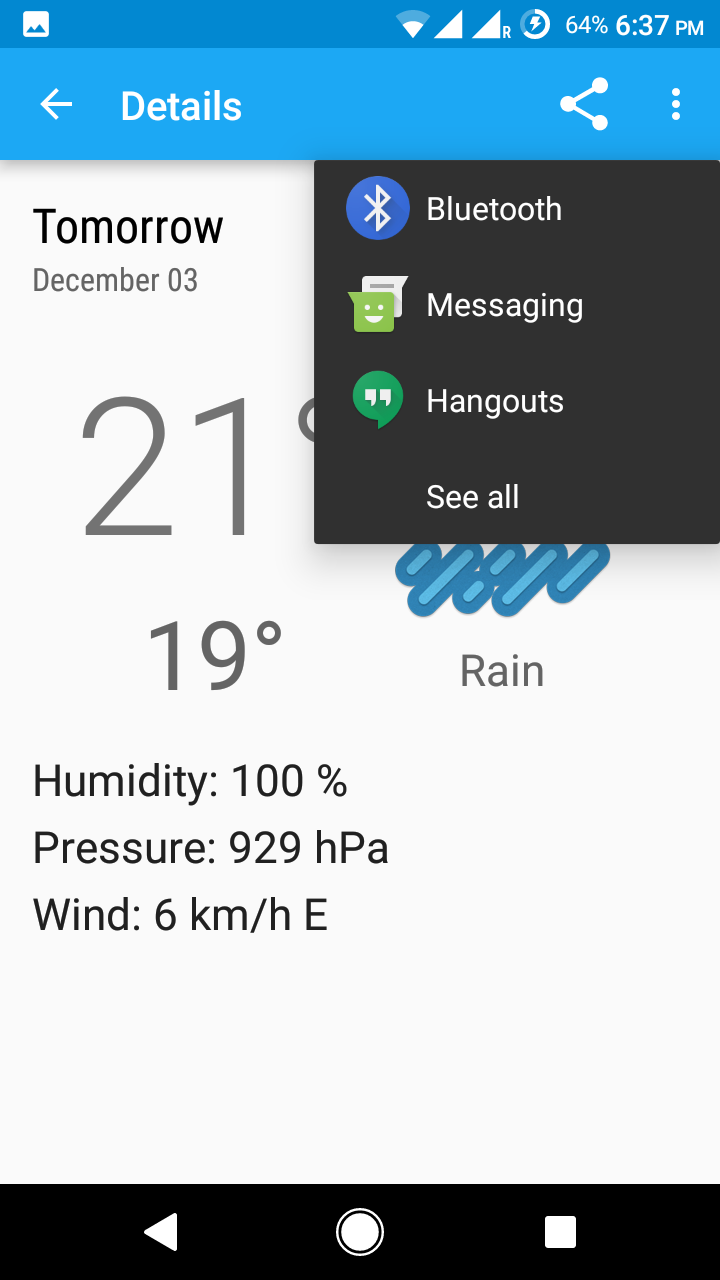 64% 6:37 PM
Details
Bluetooth
Messaging
Hangouts
See all
Tomorrow
December 03
21°
19°
Rain
Humidity: 100 %
Pressure: 929 hPa
Wind: 6 km/h E